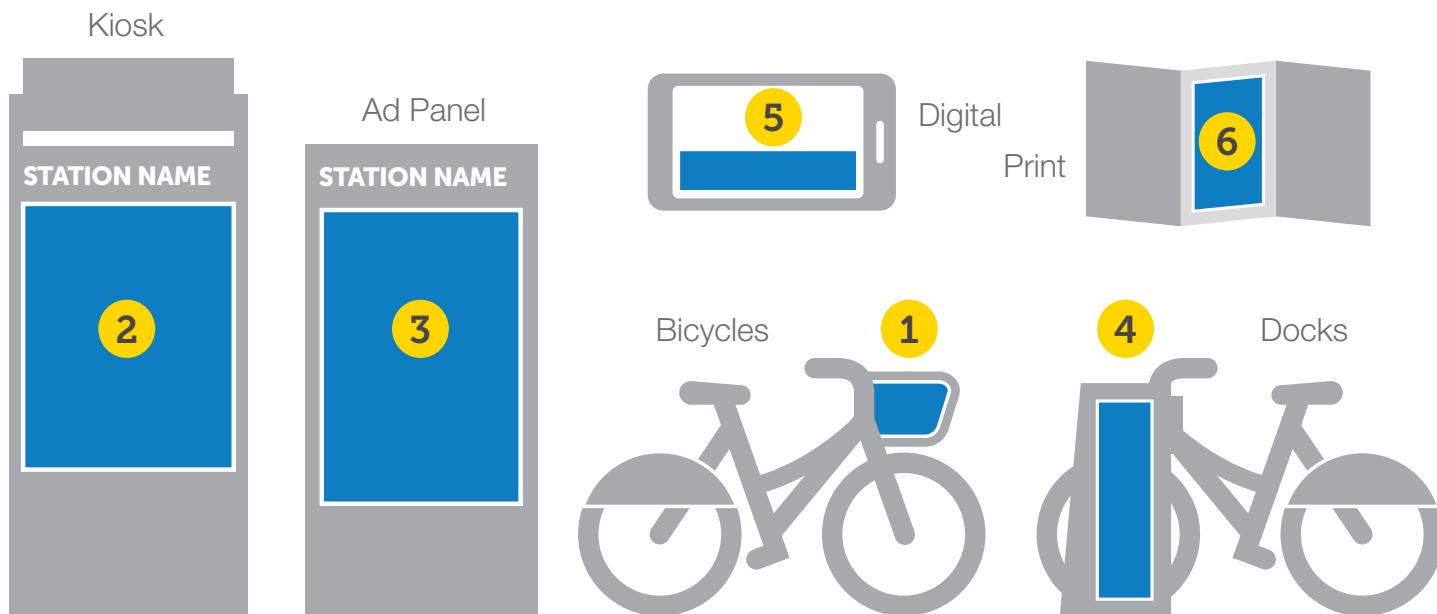 Kiosk
STATION NAME
2
Ad Panel
STATION NAME
3
5
Digital
Print
6
Bicycles
1
4
Docks